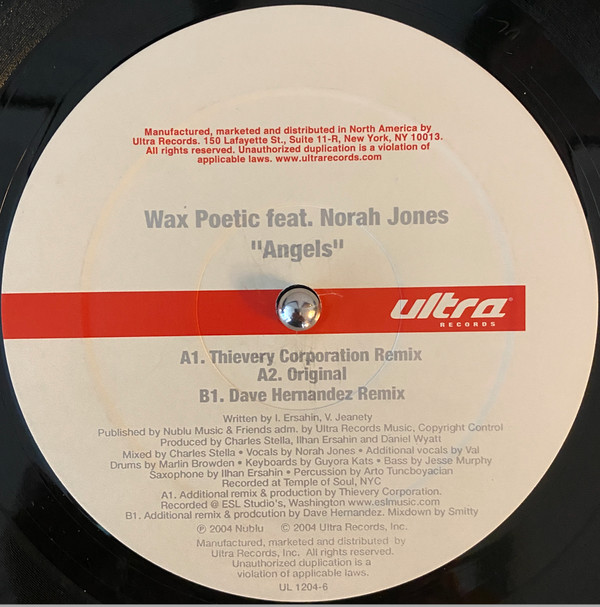 Manufactured, marketed and distributed in North America by
Ultra Records. 150 Lafayette St., Suite 11-R, New York, NY 10013.
All rights reserved. Unauthorized duplication is a violation of
applicable laws. www.ultrarecords.com
Wax Poetic feat. Norah Jones
"Angels"
ultra®
RECORDS
A1. Thievery Corporation Remix
A2. Original
B1. Dave Hernandez Remix
Written by I. Ersahin, V. Jeanety
Published by Nublu Music & Friends adm. by Ultra Records Music, Copyright Control
Produced by Charles Stella, Ilhan Ersahin and Daniel Wyatt
Mixed by Charles Stella • Vocals by Norah Jones • Additional vocals by Val
Drums by Marlin Browden • Keyboards by Guyora Kats • Bass by Jesse Murphy
Saxophone by Ilhan Ersahin • Percussion by Arto Tuncboyacian
Recorded at Temple of Soul, NYC
A1. Additional remix & production by Thievery Corporation.
Recorded @ ESL Studio's, Washington www.eslmusic.com
B1. Additional remix & prodcution by Dave Hernandez. Mixdown by Smitty
℗ 2004 Nublu © 2004 Ultra Records, Inc.
Manufactured, marketed and distributed by
Ultra Records, Inc. All rights reserved.
Unauthorized duplication is a
violation of applicable laws.
UL 1204-6